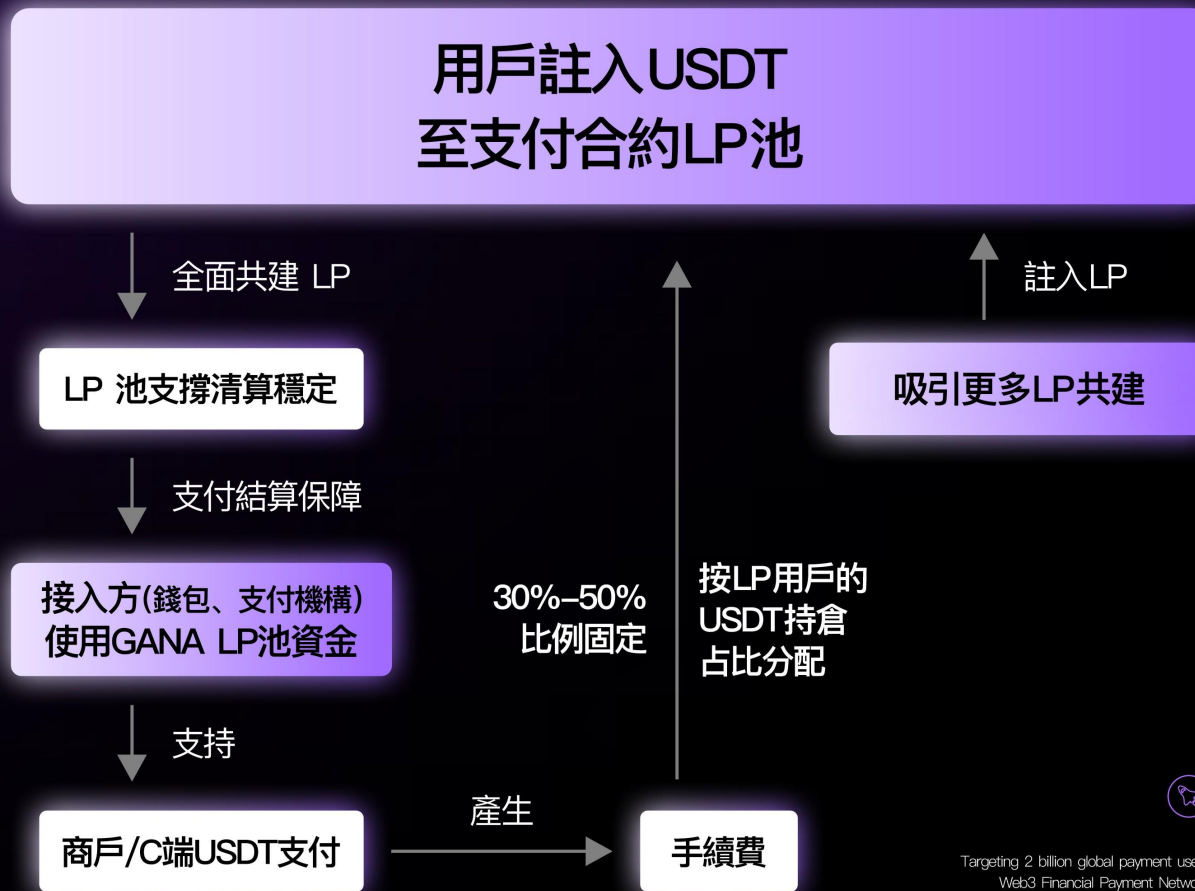 用戶註入USDT
至支付合約LP池
全面共建 LP
註入LP
LP 池支撐清算穩定
吸引更多LP共建
支付結算保障
接入方(錢包、支付機構)
使用GANA LP池資金
30%-50%
比例固定
按LP用戶的
USDT持倉
占比分配
支持
商戶/C端USDT支付
產生
手續費
Targeting 2 billion global payment
Web3 Financial Payment